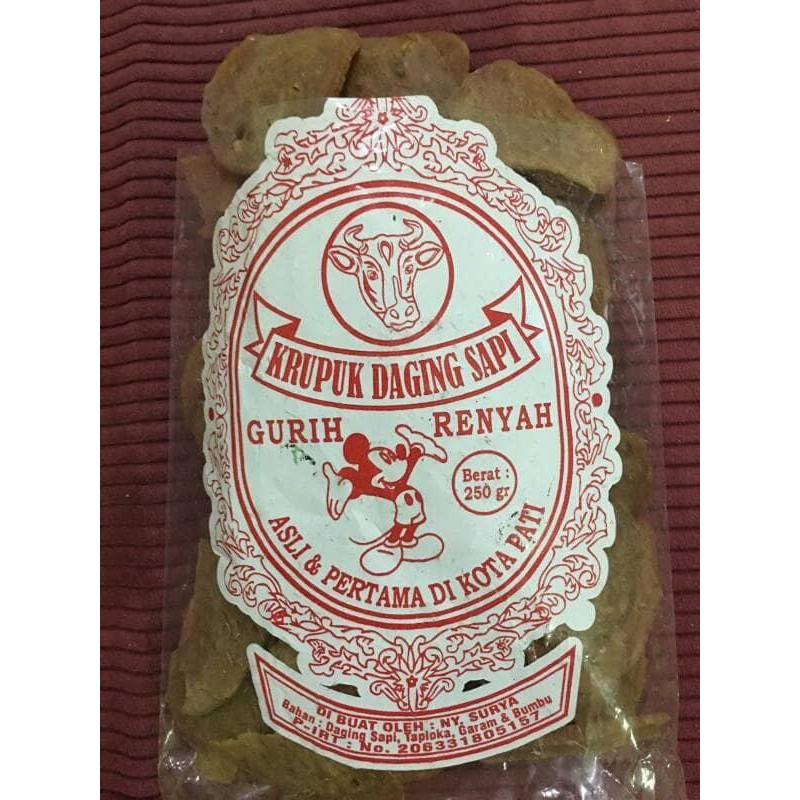 KRUPUK DAGING SAPI
GURIH RENYAH
Berat :
250 gr
ASLI & PERTAMA DI KOTA PATI
DI BUAT OLEH : NY. SURYA
Bahan : Daging Sapi, Tapioka, Garam & Bumbu
P-IRT : No. 206331805157